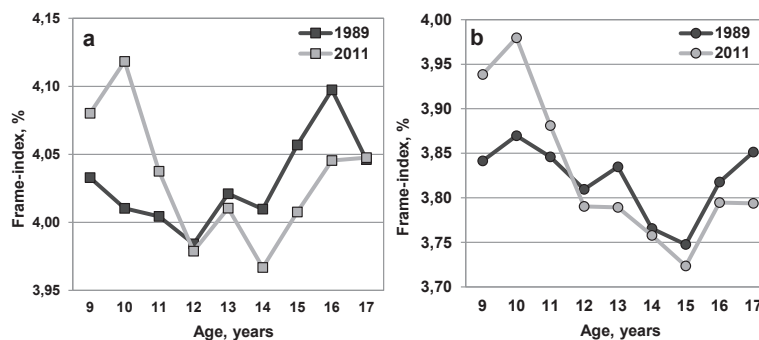 a
1989
2011
4,15
4,10
4,05
4,00
3,95
Frame-index, %
9 10 11 12 13 14 15 16 17
Age, years
b
1989
2011
4,00
3,95
3,90
3,85
3,80
3,75
3,70
Frame-index, %
9 10 11 12 13 14 15 16 17
Age, years